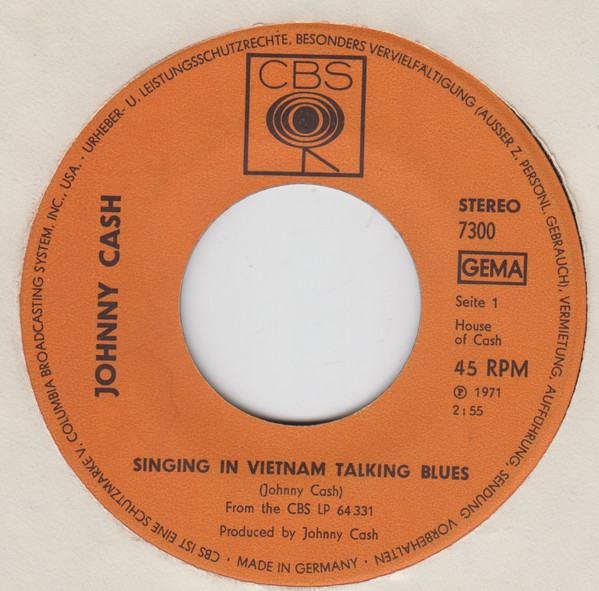 CBS
JOHNNY CASH
STEREO
7300
GEMA
Seite 1
House
of Cash
45 RPM
Ⓟ 1971
2:55
SINGING IN VIETNAM TALKING BLUES
(Johnny Cash)
From the CBS LP 64 331
Produced by Johnny Cash
CBS IST EINE SCHUTZMARKE V. COLUMBIA BROADCASTING SYSTEM, INC., USA. · URHEBER- U. LEISTUNGSSCHUTZRECHTE, BESONDERS VERVIELFÄLTIGUNG (AUSSER Z. PERSÖNL. GEBRAUCH), VERMIETUNG, AUFFÜHRUNG, SENDUNG VORBEHALTEN · MADE IN GERMANY ·